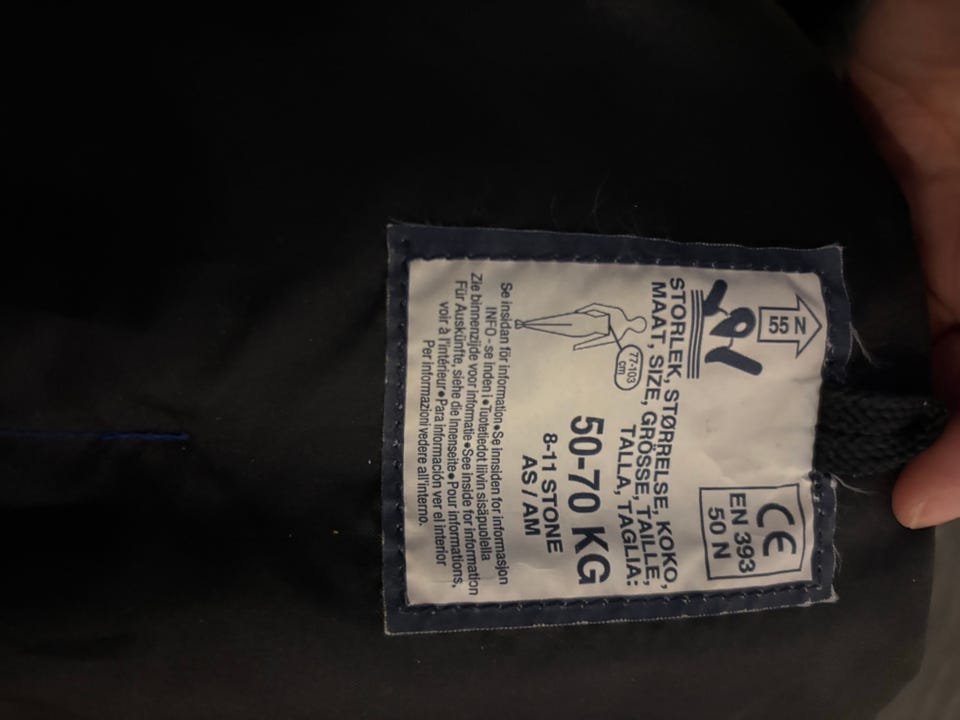 55 N
CE
EN 393
50 N
STORLEK, STØRRELSE, KOKO,
MAAT, SIZE, GRÖSSE, TAILLE,
TALLA, TAGLIA:
77-103
cm
50-70 KG
8-11 STONE
AS / AM
Se insidan för information•Se innsiden for informasjon
INFO - se inden i•Tuotetiedot liivin sisäpuolella
Zie binnenzijde voor informatie•See inside for information
Für Auskünfte, siehe die Innenseite•Pour informations,
voir à l'intérieur•Para información ver el interior
Per informazioni vedere all'interno.